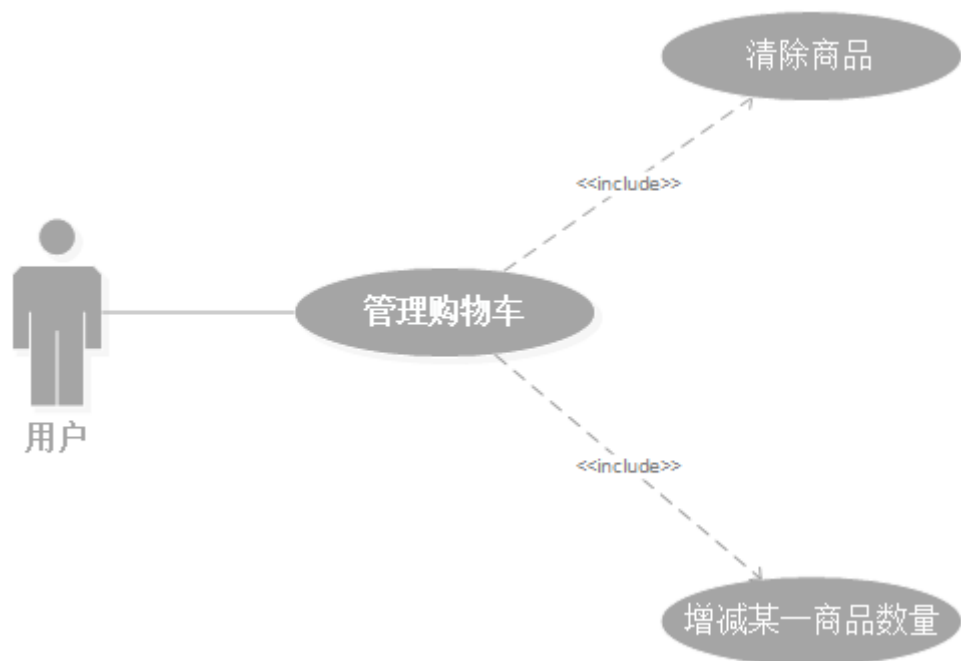 清除商品
<<include>>
管理购物车
用户
<<include>>
增减某一商品数量